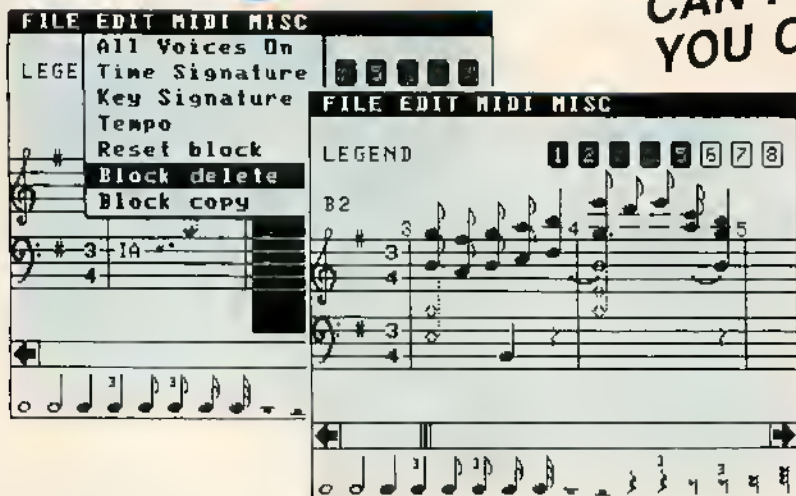 FILE EDIT MIDI MISC
All Voices On
LEGE
Time Signature
Key Signature
Tempo
Reset block
Block delete
Block copy
3
4
IA
FILE EDIT MIDI MISC
LEGEND
1 2 5 6 7 8
B2
3 4 5
3
4
3
4
YOU